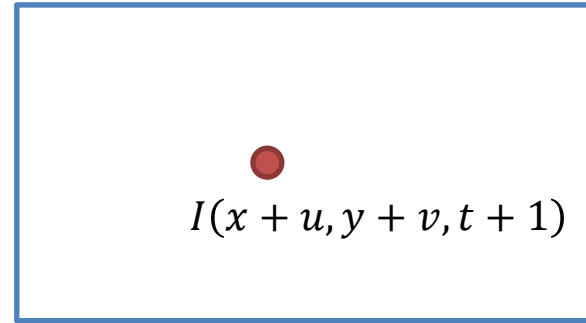 I(x + u, y + v, t + 1)